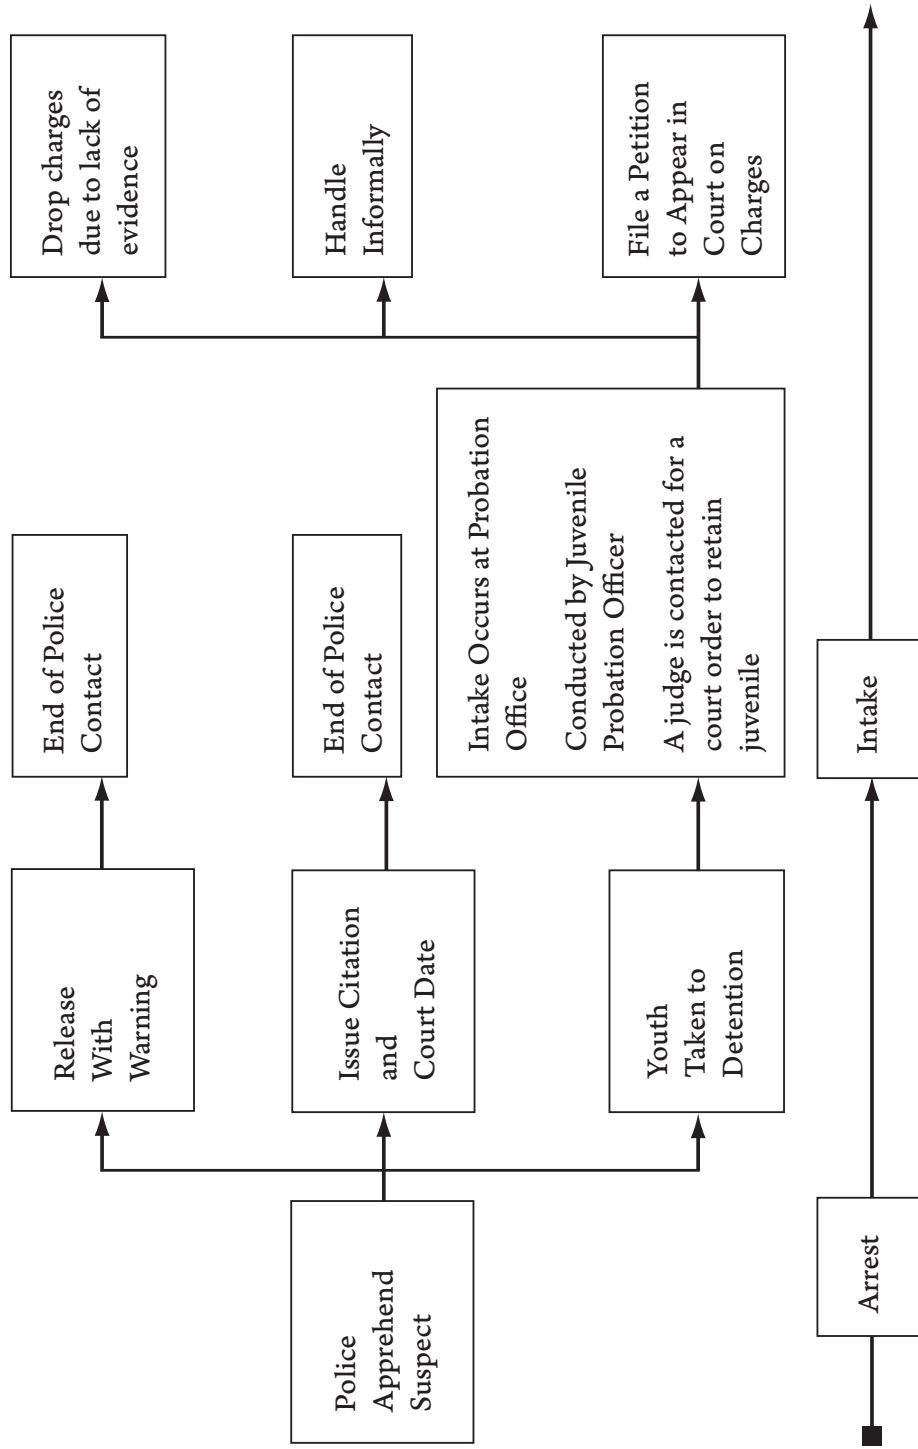 Police
Apprehend
Suspect
Release
With
Warning
End of Police
Contact
Issue Citation
and
Court Date
End of Police
Contact
Youth
Taken to
Detention
Intake Occurs at Probation
Office
Conducted by Juvenile
Probation Officer
A judge is contacted for a
court order to retain
juvenile
Drop charges
due to lack of
evidence
Handle
Informally
File a Petition
to Appear in
Court on
Charges
Arrest
Intake